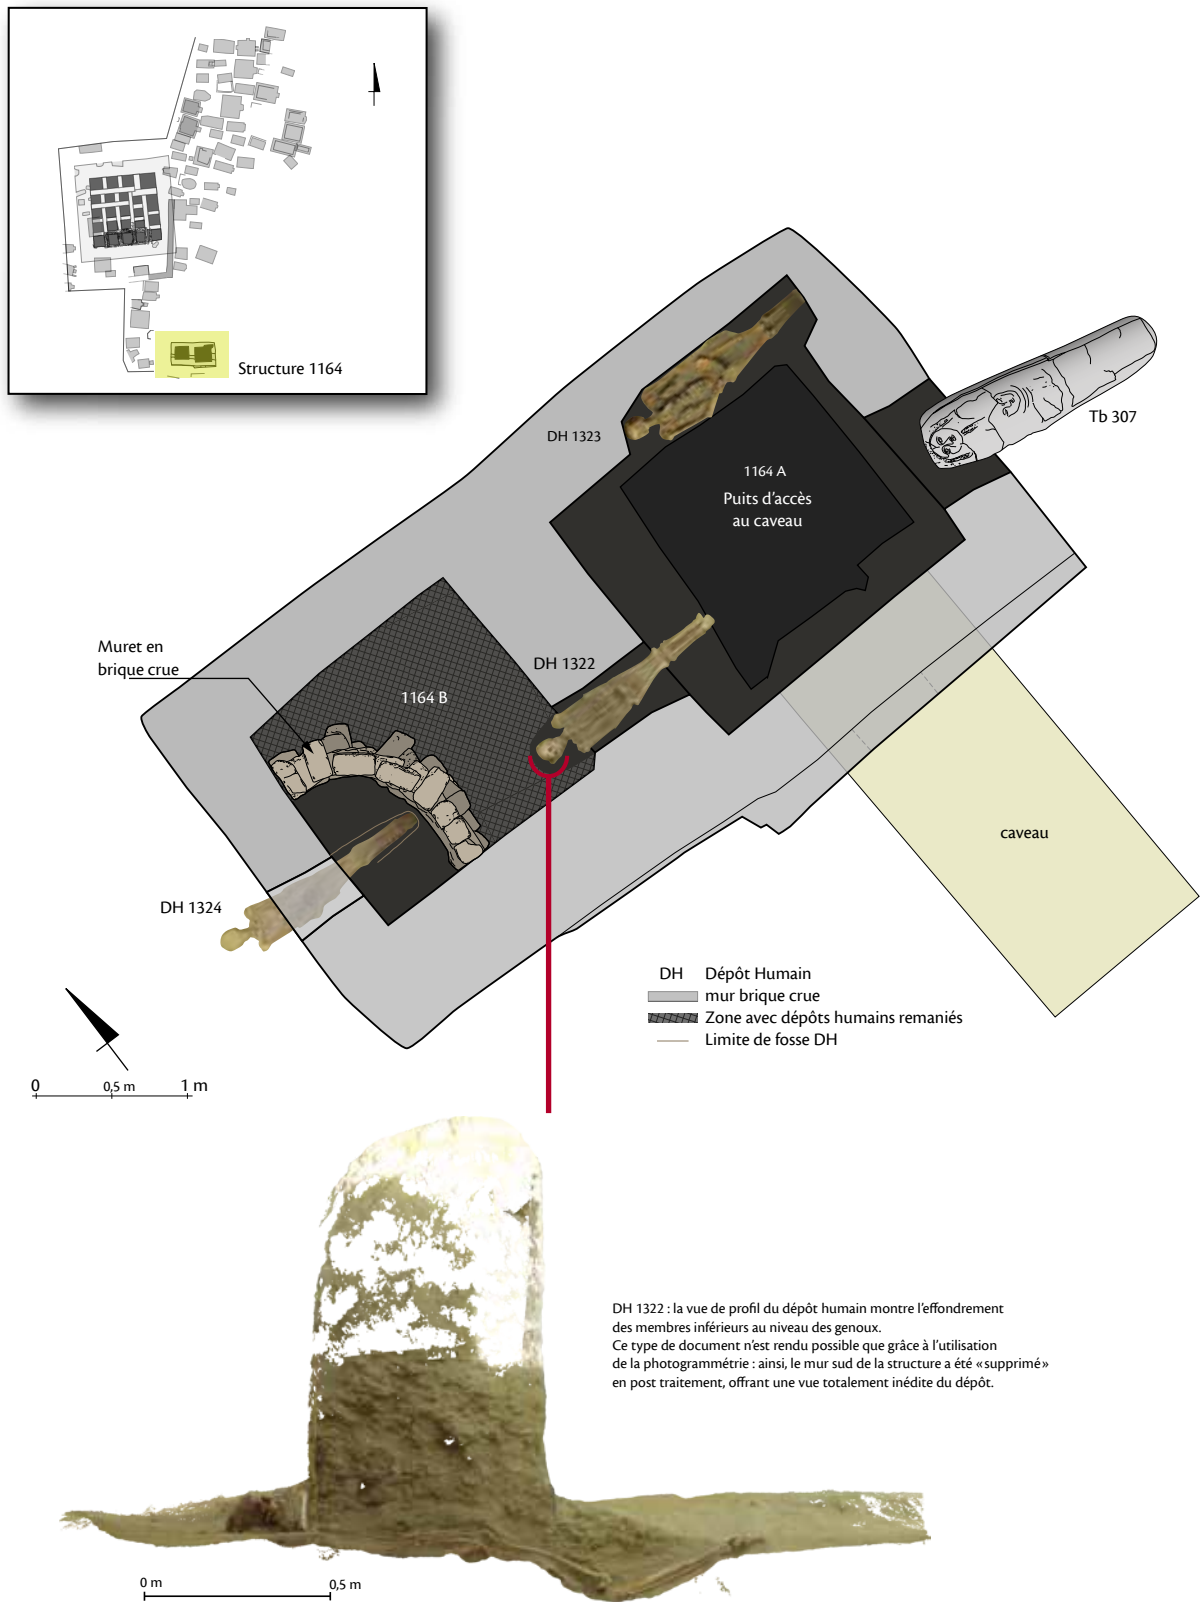 Structure 1164
Tb 307
DH 1323
1164 A
Puits d'accès
au caveau
Muret en
brique crue
DH 1322
1164 B
caveau
DH 1324
DH Dépôt Humain
mur brique crue
Zone avec dépôts humains remaniés
Limite de fosse DH
0 0,5 m 1 m
DH 1322 : la vue de profil du dépôt humain montre l'effondrement
des membres inférieurs au niveau des genoux.
Ce type de document n'est rendu possible que grâce à l'utilisation
de la photogrammétrie : ainsi, le mur sud de la structure a été «supprimé»
en post traitement, offrant une vue totalement inédite du dépôt.
0 m 0,5 m